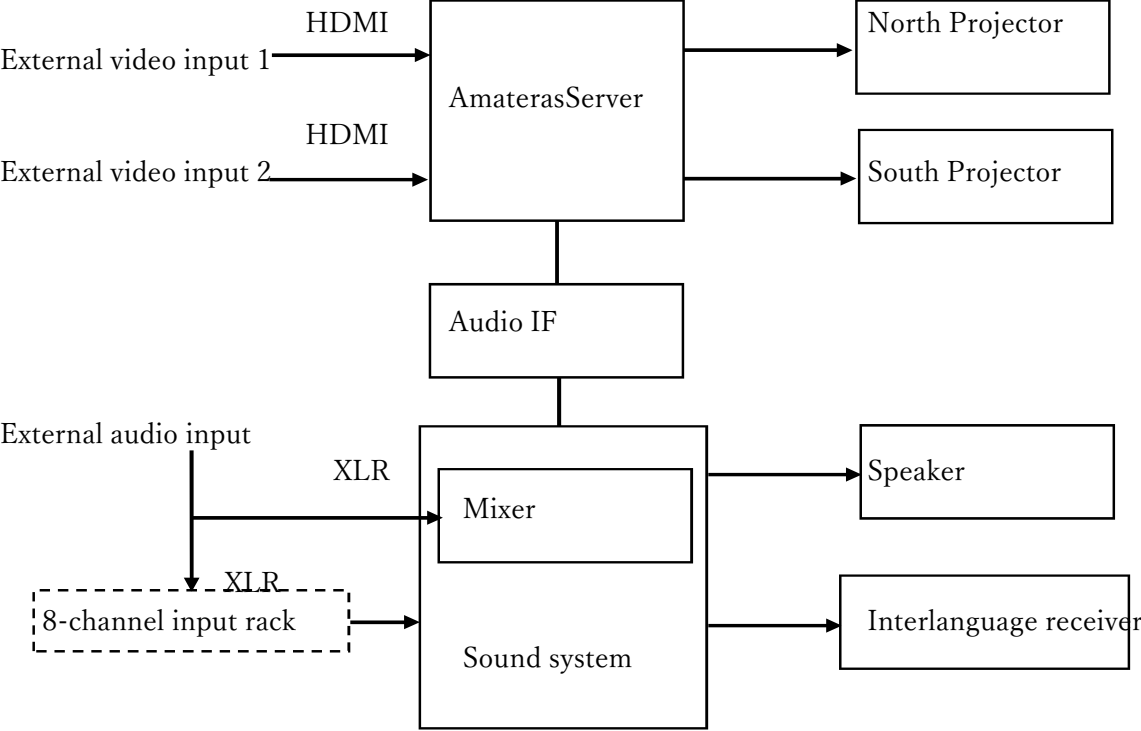 HDMI
North Projector
External video input 1
AmaterasServer
HDMI
External video input 2
South Projector
Audio IF
External audio input
XLR
Speaker
Mixer
XLR
8-channel input rack
Interlanguage receiver
Sound system